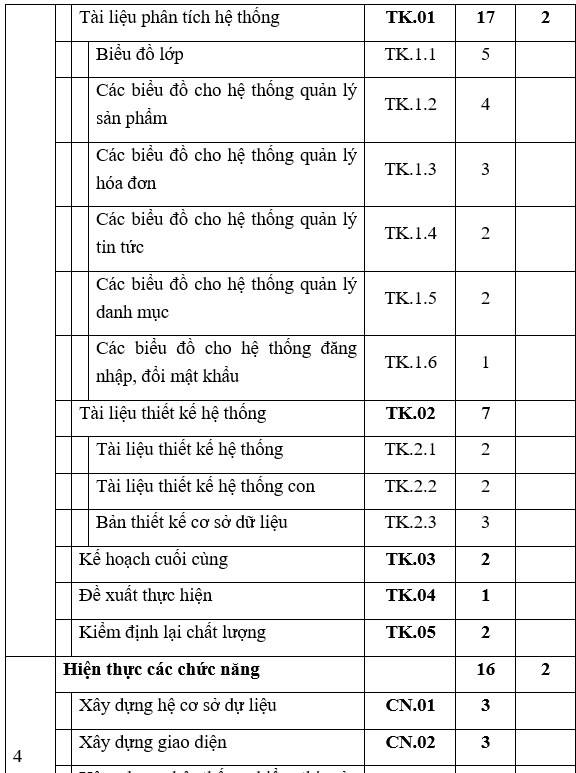 Tài liệu phân tích hệ thống TK.01 17 2
Biểu đồ lớp TK.1.1 5
Các biểu đồ cho hệ thống quản lý
sản phẩm TK.1.2 4
Các biểu đồ cho hệ thống quản lý
hóa đơn TK.1.3 3
Các biểu đồ cho hệ thống quản lý
tin tức TK.1.4 2
Các biểu đồ cho hệ thống quản lý
danh mục TK.1.5 2
Các biểu đồ cho hệ thống đăng
nhập, đổi mật khẩu TK.1.6 1
Tài liệu thiết kế hệ thống TK.02 7
Tài liệu thiết kế hệ thống TK.2.1 2
Tài liệu thiết kế hệ thống con TK.2.2 2
Bản thiết kế cơ sở dữ liệu TK.2.3 3
Kế hoạch cuối cùng TK.03 2
Đề xuất thực hiện TK.04 1
Kiểm định lại chất lượng TK.05 2
Hiện thực các chức năng 16 2
Xây dựng hệ cơ sở dự liệu CN.01 3
Xây dựng giao diện CN.02 3
4